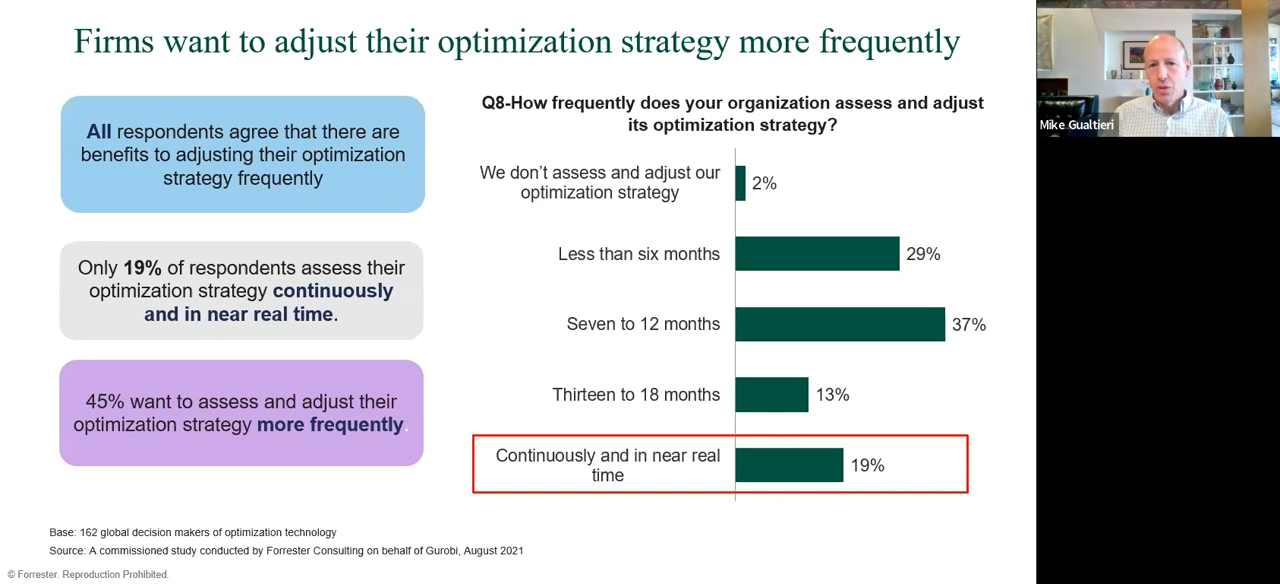 Firms want to adjust their optimization strategy more frequently
All respondents agree that there are
benefits to adjusting their optimization
strategy frequently
Only 19% of respondents assess their
optimization strategy continuously
and in near real time.
45% want to assess and adjust their
optimization strategy more frequently.
Q8-How frequently does your organization assess and adjust
its optimization strategy?
We don’t assess and adjust our
optimization strategy
2%
Less than six months
29%
Seven to 12 months
37%
Thirteen to 18 months
13%
Continuously and in near real
time
19%
Base: 162 global decision makers of optimization technology
Source: A commissioned study conducted by Forrester Consulting on behalf of Gurobi, August 2021
© Forrester. Reproduction Prohibited.
Mike Gualtieri